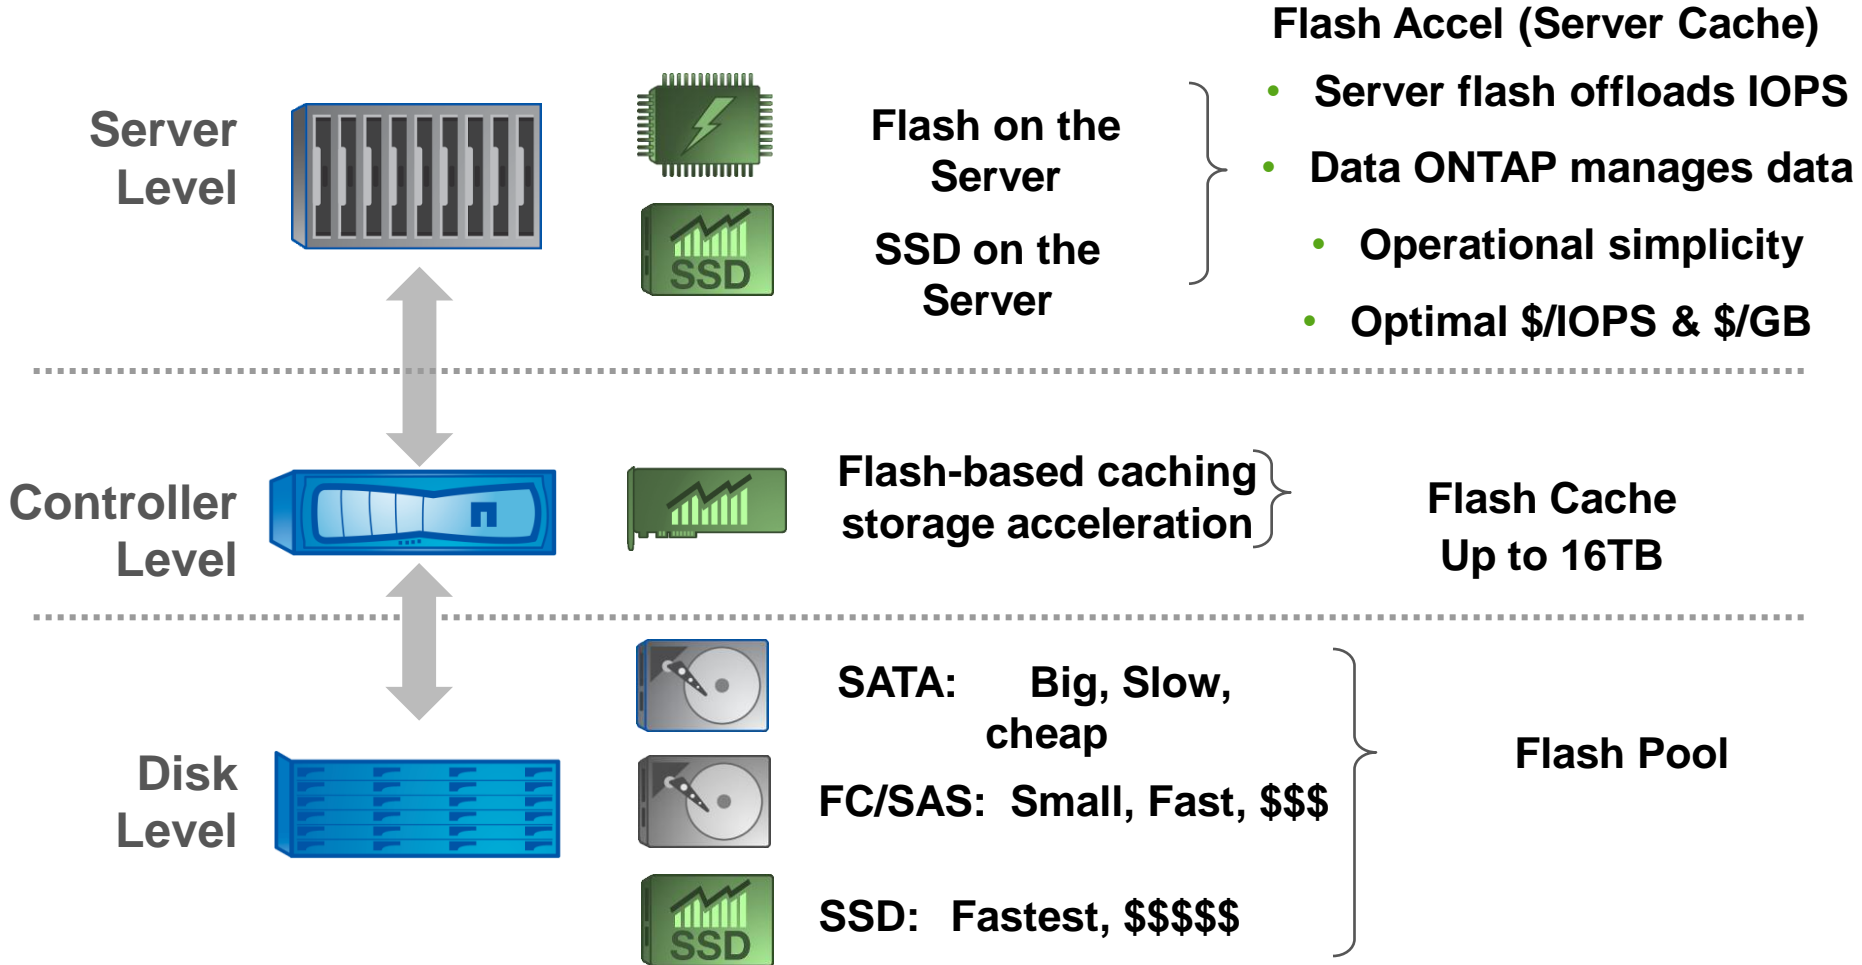 Flash Accel (Server Cache)
• Server flash offloads IOPS
• Data ONTAP manages data
• Operational simplicity
• Optimal $/IOPS & $/GB
Server
Level
Flash on the
Server
SSD
SSD on the
Server
Controller
Level
Flash-based caching
storage acceleration
Flash Cache
Up to 16TB
Disk
Level
SATA: Big, Slow,
cheap
FC/SAS: Small, Fast, $$$
SSD
SSD: Fastest, $$$$$
Flash Pool